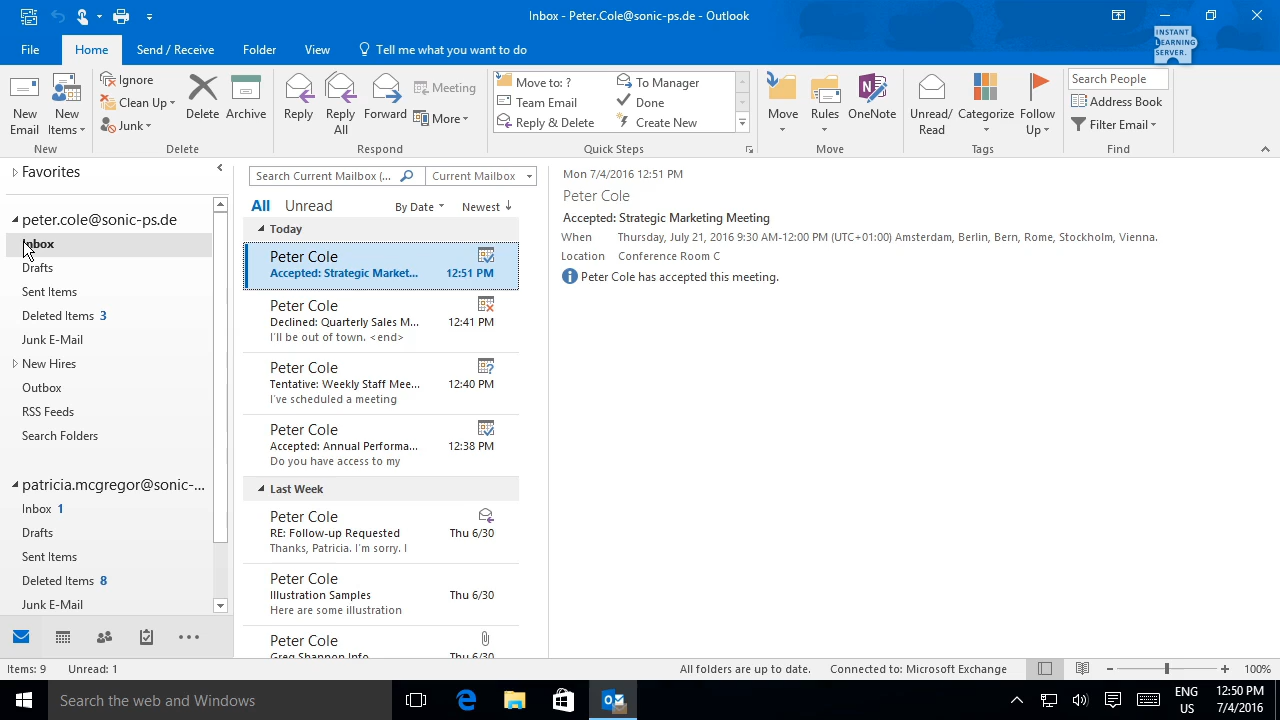 Inbox - Peter.Cole@sonic-ps.de - Outlook
INSTANT
LEARNING
SERVER.
File Home Send / Receive Folder View Tell me what you want to do
New Email
New Items
New
Ignore
Clean Up
Junk
Delete
Archive
Delete
Reply
Reply All
Forward
Meeting
More
Respond
Move to: ?
Team Email
Reply & Delete
To Manager
Done
Create New
Quick Steps
Move
Rules
OneNote
Move
Unread/ Read
Categorize
Follow Up
Tags
Search People
Address Book
Filter Email
Find
Favorites
peter.cole@sonic-ps.de
Inbox
Drafts
Sent Items
Deleted Items 3
Junk E-Mail
New Hires
Outbox
RSS Feeds
Search Folders
patricia.mcgregor@sonic-...
Inbox 1
Drafts
Sent Items
Deleted Items 8
Junk E-Mail
Search Current Mailbox (... Current Mailbox
All Unread By Date Newest
Today
Peter Cole
Accepted: Strategic Market... 12:51 PM
Peter Cole
Declined: Quarterly Sales M... 12:41 PM
I'll be out of town. <end>
Peter Cole
Tentative: Weekly Staff Mee... 12:40 PM
I've scheduled a meeting
Peter Cole
Accepted: Annual Performa... 12:38 PM
Do you have access to my
Last Week
Peter Cole
RE: Follow-up Requested Thu 6/30
Thanks, Patricia. I'm sorry. I
Peter Cole
Illustration Samples Thu 6/30
Here are some illustration
Peter Cole
Greg Shannon Info Thu 6/30
Mon 7/4/2016 12:51 PM
Peter Cole
Accepted: Strategic Marketing Meeting
When Thursday, July 21, 2016 9:30 AM-12:00 PM (UTC+01:00) Amsterdam, Berlin, Bern, Rome, Stockholm, Vienna.
Location Conference Room C
Peter Cole has accepted this meeting.
Items: 9 Unread: 1 All folders are up to date. Connected to: Microsoft Exchange 100%
Search the web and Windows
ENG
US
12:50 PM
7/4/2016